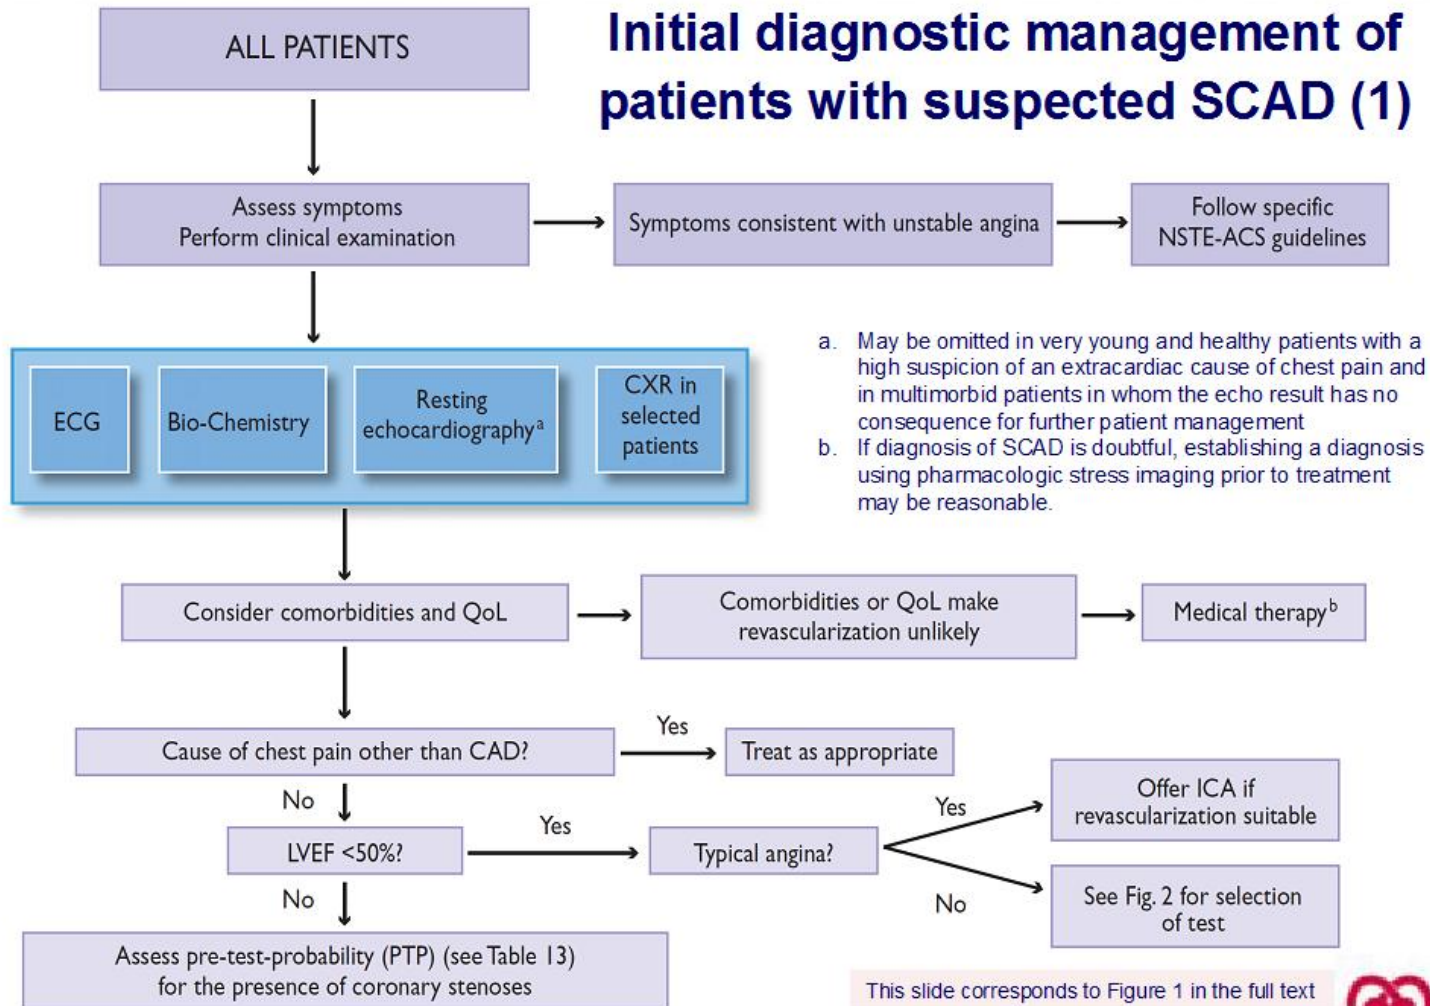 Initial diagnostic management of
patients with suspected SCAD (1)
ALL PATIENTS
Assess symptoms
Perform clinical examination
Symptoms consistent with unstable angina
Follow specific
NSTE-ACS guidelines
ECG
Bio-Chemistry
Resting
echocardiographyᵃ
CXR in
selected
patients
a. May be omitted in very young and healthy patients with a
high suspicion of an extracardiac cause of chest pain and
in multimorbid patients in whom the echo result has no
consequence for further patient management
b. If diagnosis of SCAD is doubtful, establishing a diagnosis
using pharmacologic stress imaging prior to treatment
may be reasonable.
Consider comorbidities and QoL
Comorbidities or QoL make
revascularization unlikely
Medical therapyᵇ
Cause of chest pain other than CAD?
Yes
Treat as appropriate
No
LVEF <50%?
Yes
Typical angina?
Yes
Offer ICA if
revascularization suitable
No
See Fig. 2 for selection
of test
No
Assess pre-test-probability (PTP) (see Table 13)
for the presence of coronary stenoses
This slide corresponds to Figure 1 in the full text